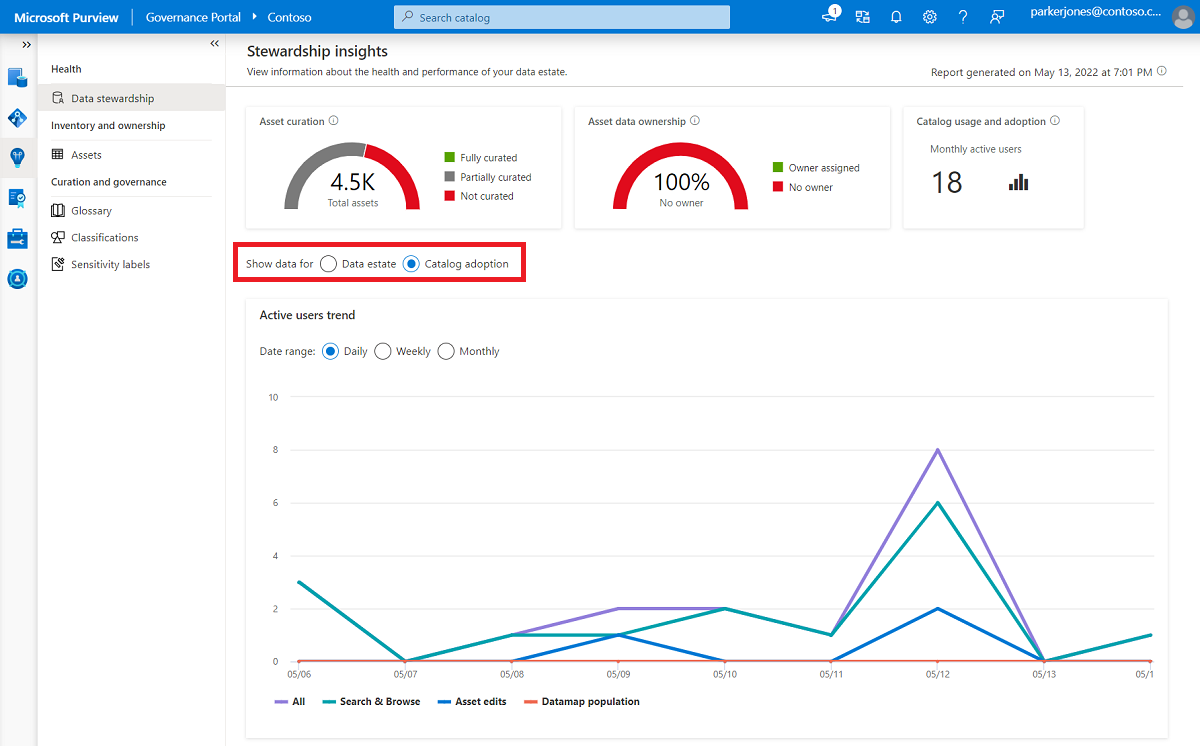 Microsoft Purview | Governance Portal Contoso
Search catalog
1
parkerjones@contoso.c...
Health
Data stewardship
Inventory and ownership
Assets
Curation and governance
Glossary
Classifications
Sensitivity labels
Stewardship insights
View information about the health and performance of your data estate.
Report generated on May 13, 2022 at 7:01 PM
Asset curation
4.5K
Total assets
Fully curated
Partially curated
Not curated
Asset data ownership
100%
No owner
Owner assigned
No owner
Catalog usage and adoption
Monthly active users
18
Show data for Data estate Catalog adoption
Active users trend
Date range: Daily Weekly Monthly
10
8
6
4
2
0
05/06 05/07 05/08 05/09 05/10 05/11 05/12 05/13 05/1
All Search & Browse Asset edits Datamap population